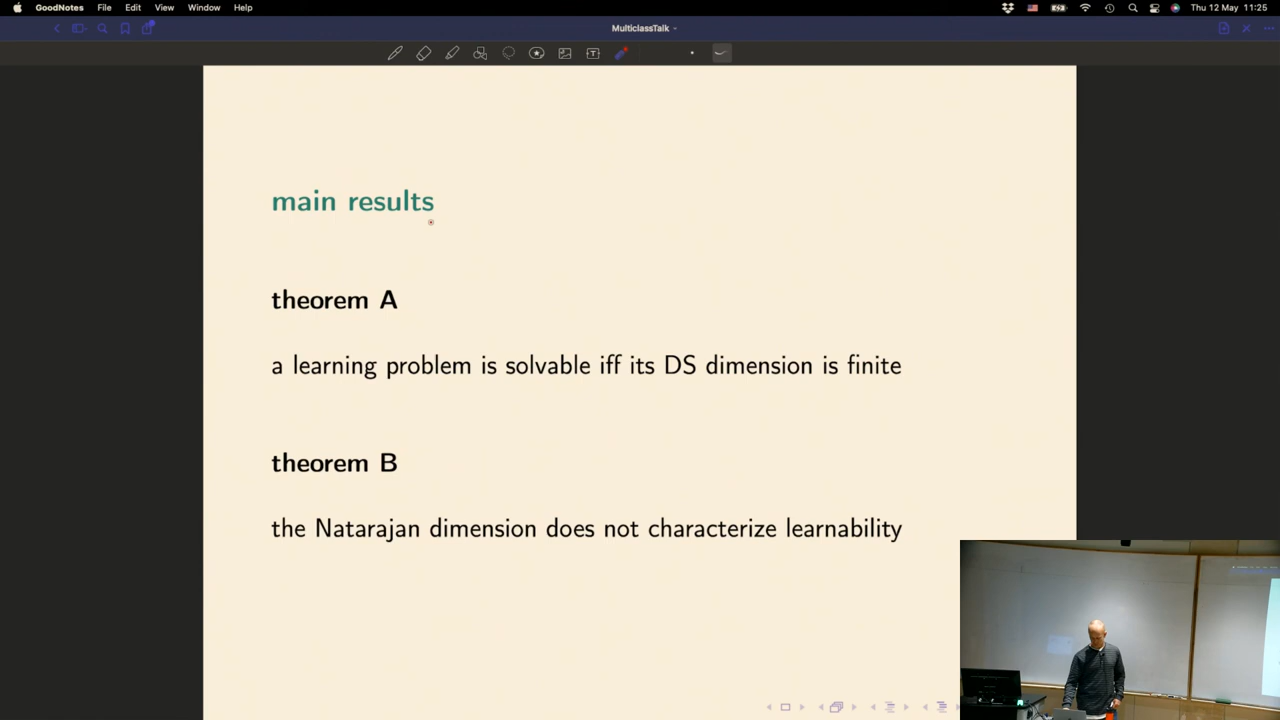 GoodNotes File Edit View Window Help Thu 12 May 11:25
MulticlassTalk
main results
theorem A
a learning problem is solvable iff its DS dimension is finite
theorem B
the Natarajan dimension does not characterize learnability